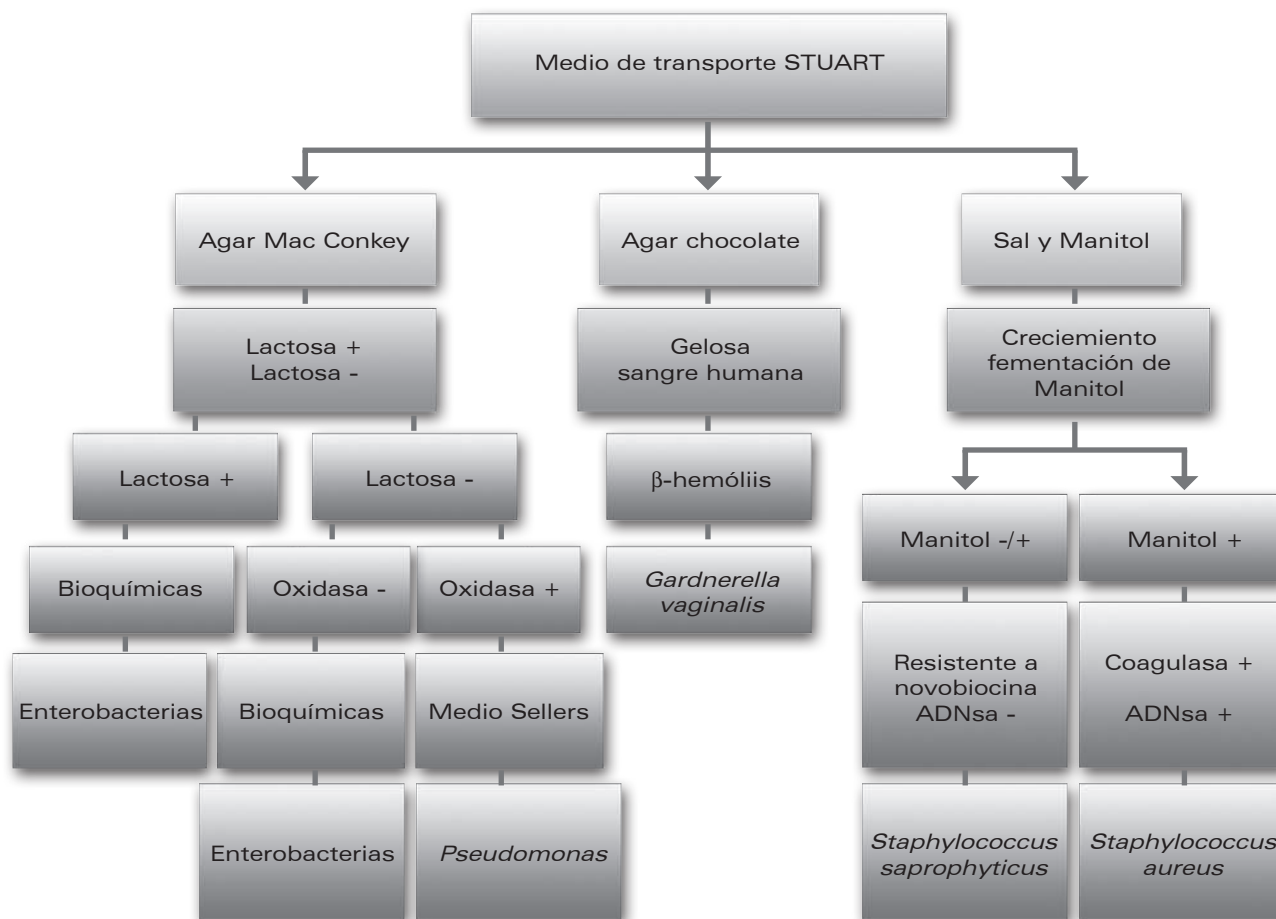 Medio de transporte STUART
Agar Mac Conkey
Agar chocolate
Sal y Manitol
Lactosa +
Lactosa -
Gelosa
sangre humana
Creciemiento
fementación de
Manitol
Lactosa +
Lactosa -
β-hemóliis
Manitol -/+
Manitol +
Bioquímicas
Oxidasa -
Oxidasa +
Gardnerella
vaginalis
Resistente a
novobiocina
ADNsa -
Coagulasa +
ADNsa +
Enterobacterias
Bioquímicas
Medio Sellers
Enterobacterias
Pseudomonas
Staphylococcus
saprophyticus
Staphylococcus
aureus